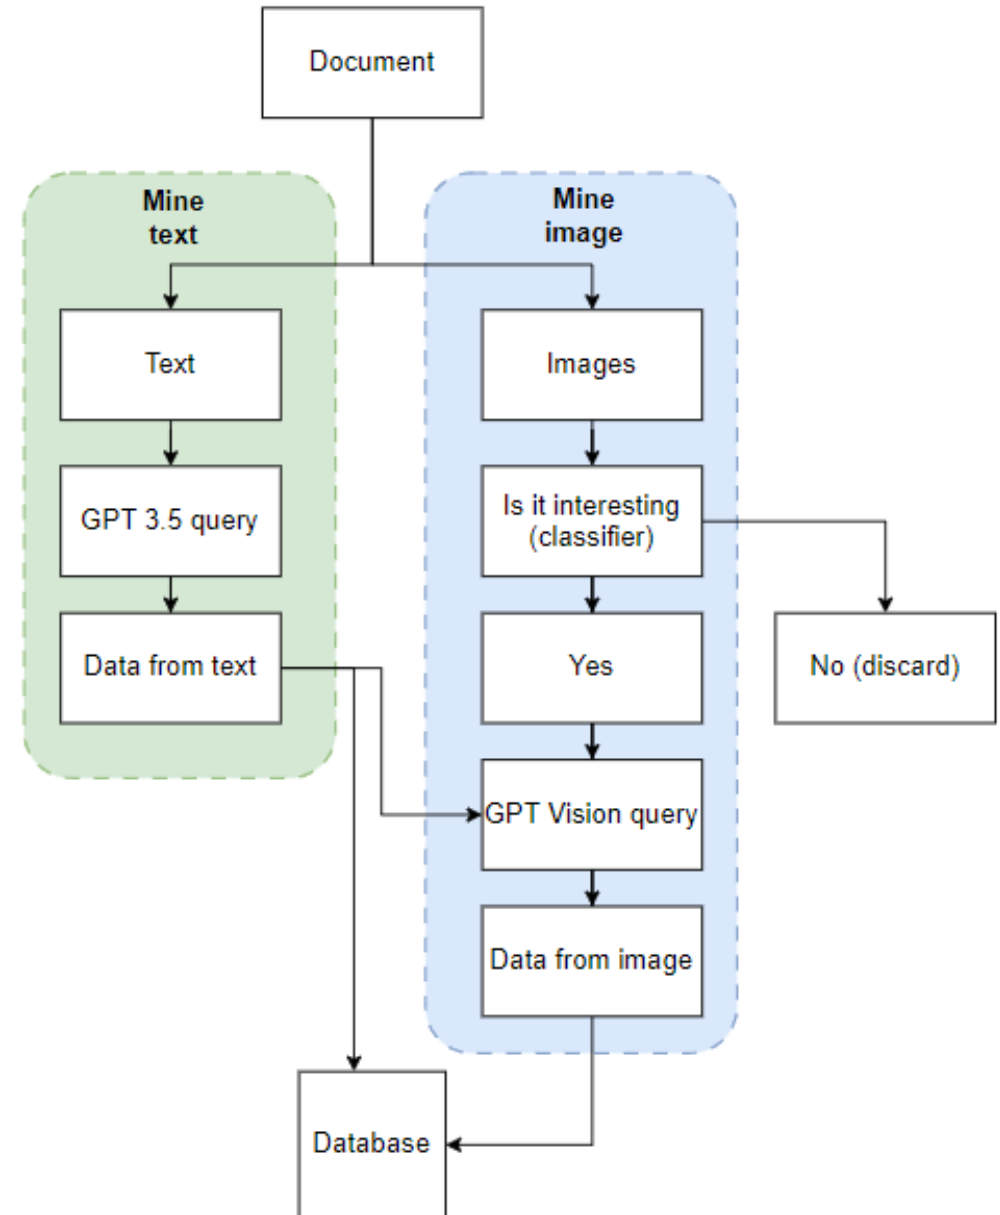 Document
Mine
text
Mine
image
Text
Images
GPT 3.5 query
Is it interesting
(classifier)
Data from text
Yes
No (discard)
GPT Vision query
Data from image
Database